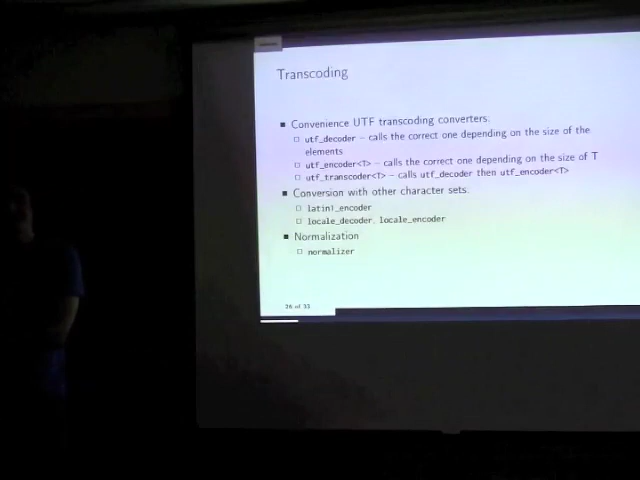 Transcoding
Convenience UTF transcoding converters:
utf_decoder – calls the correct one depending on the size of the
elements
utf_encoder<T> – calls the correct one depending on the size of T
utf_transcoder<T> – calls utf_decoder then utf_encoder<T>
Conversion with other character sets:
latin1_encoder
locale_decoder, locale_encoder
Normalization
normalizer
26 of 33